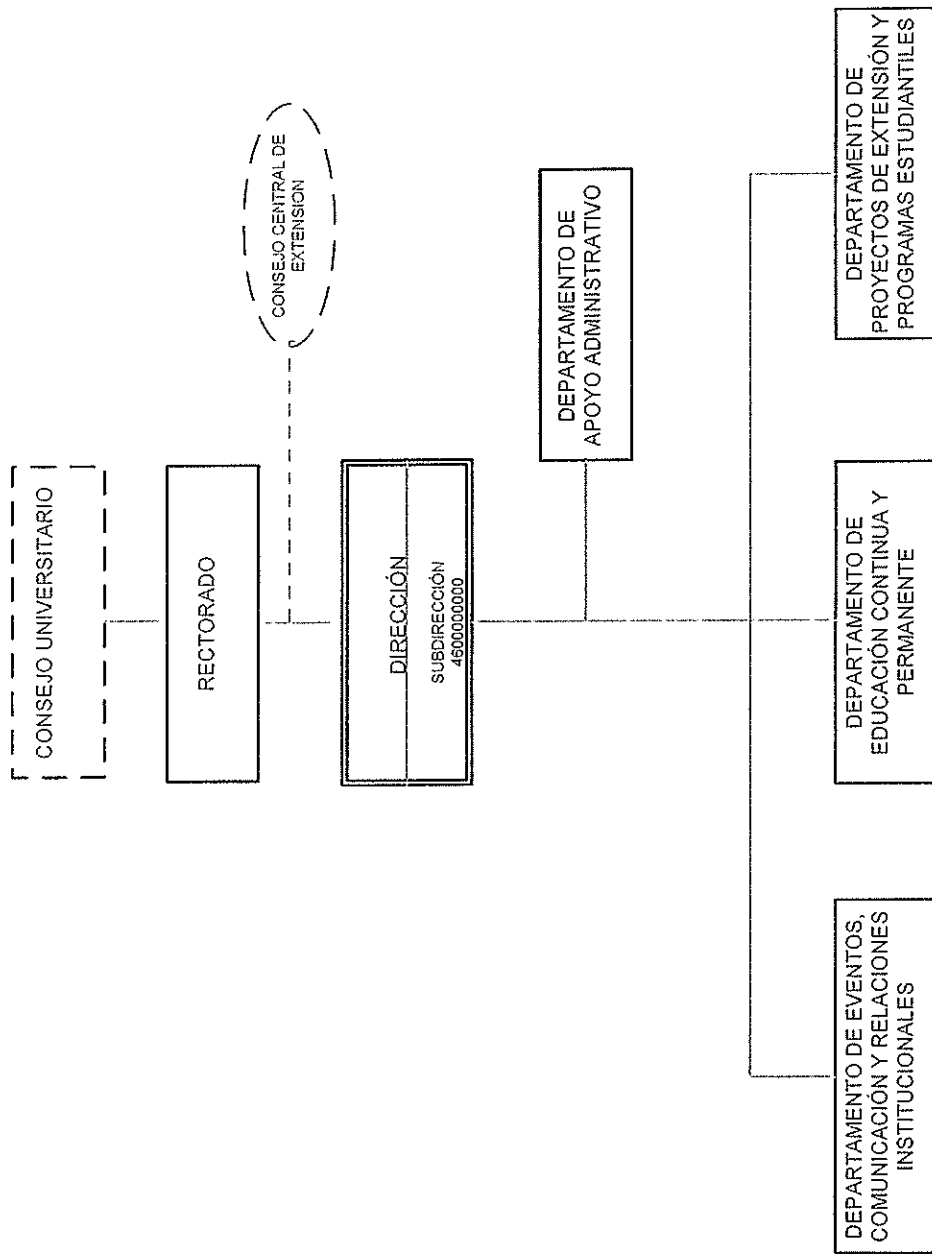 CONSEJO UNIVERSITARIO
RECTORADO
CONSEJO CENTRAL DE
EXTENSION
DIRECCIÓN
SUBDIRECCIÓN
4600000000
DEPARTAMENTO DE
APOYO ADMINISTRATIVO
DEPARTAMENTO DE EVENTOS,
COMUNICACIÓN Y RELACIONES
INSTITUCIONALES
DEPARTAMENTO DE
EDUCACIÓN CONTINUA Y
PERMANENTE
DEPARTAMENTO DE
PROYECTOS DE EXTENSIÓN Y
PROGRAMAS ESTUDIANTILES